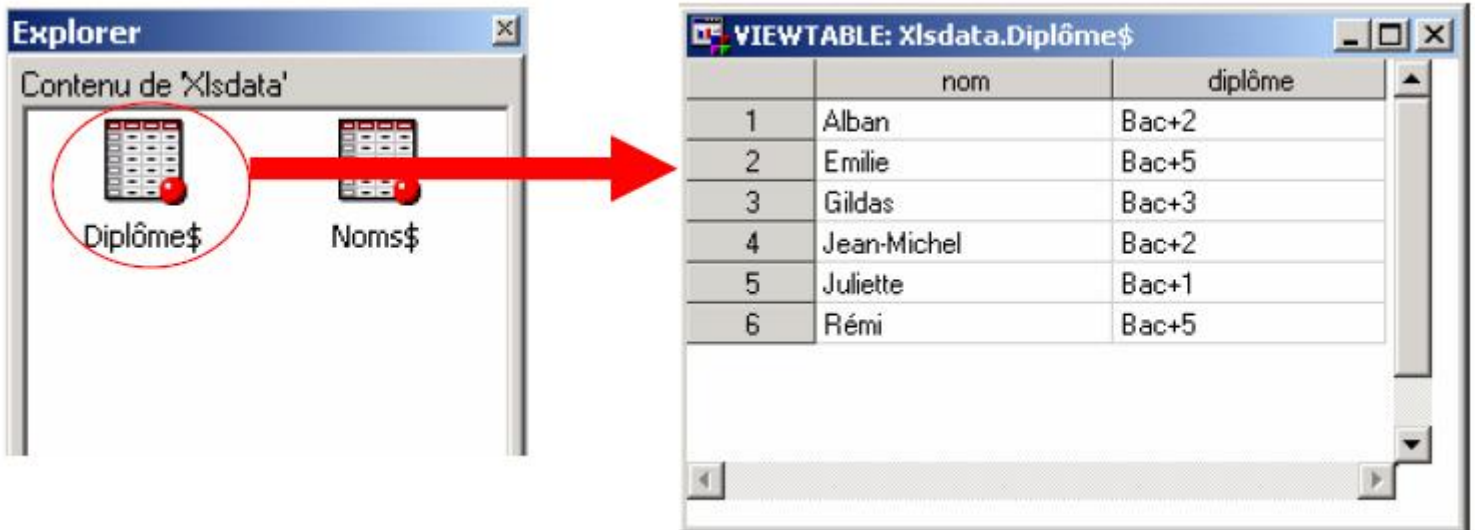 Explorer
Contenu de 'Xlsdata'
Diplôme$ Noms$
VIEWTABLE: Xlsdata.Diplôme$
nom diplôme
1 Alban Bac+2
2 Emilie Bac+5
3 Gildas Bac+3
4 Jean-Michel Bac+2
5 Juliette Bac+1
6 Rémi Bac+5